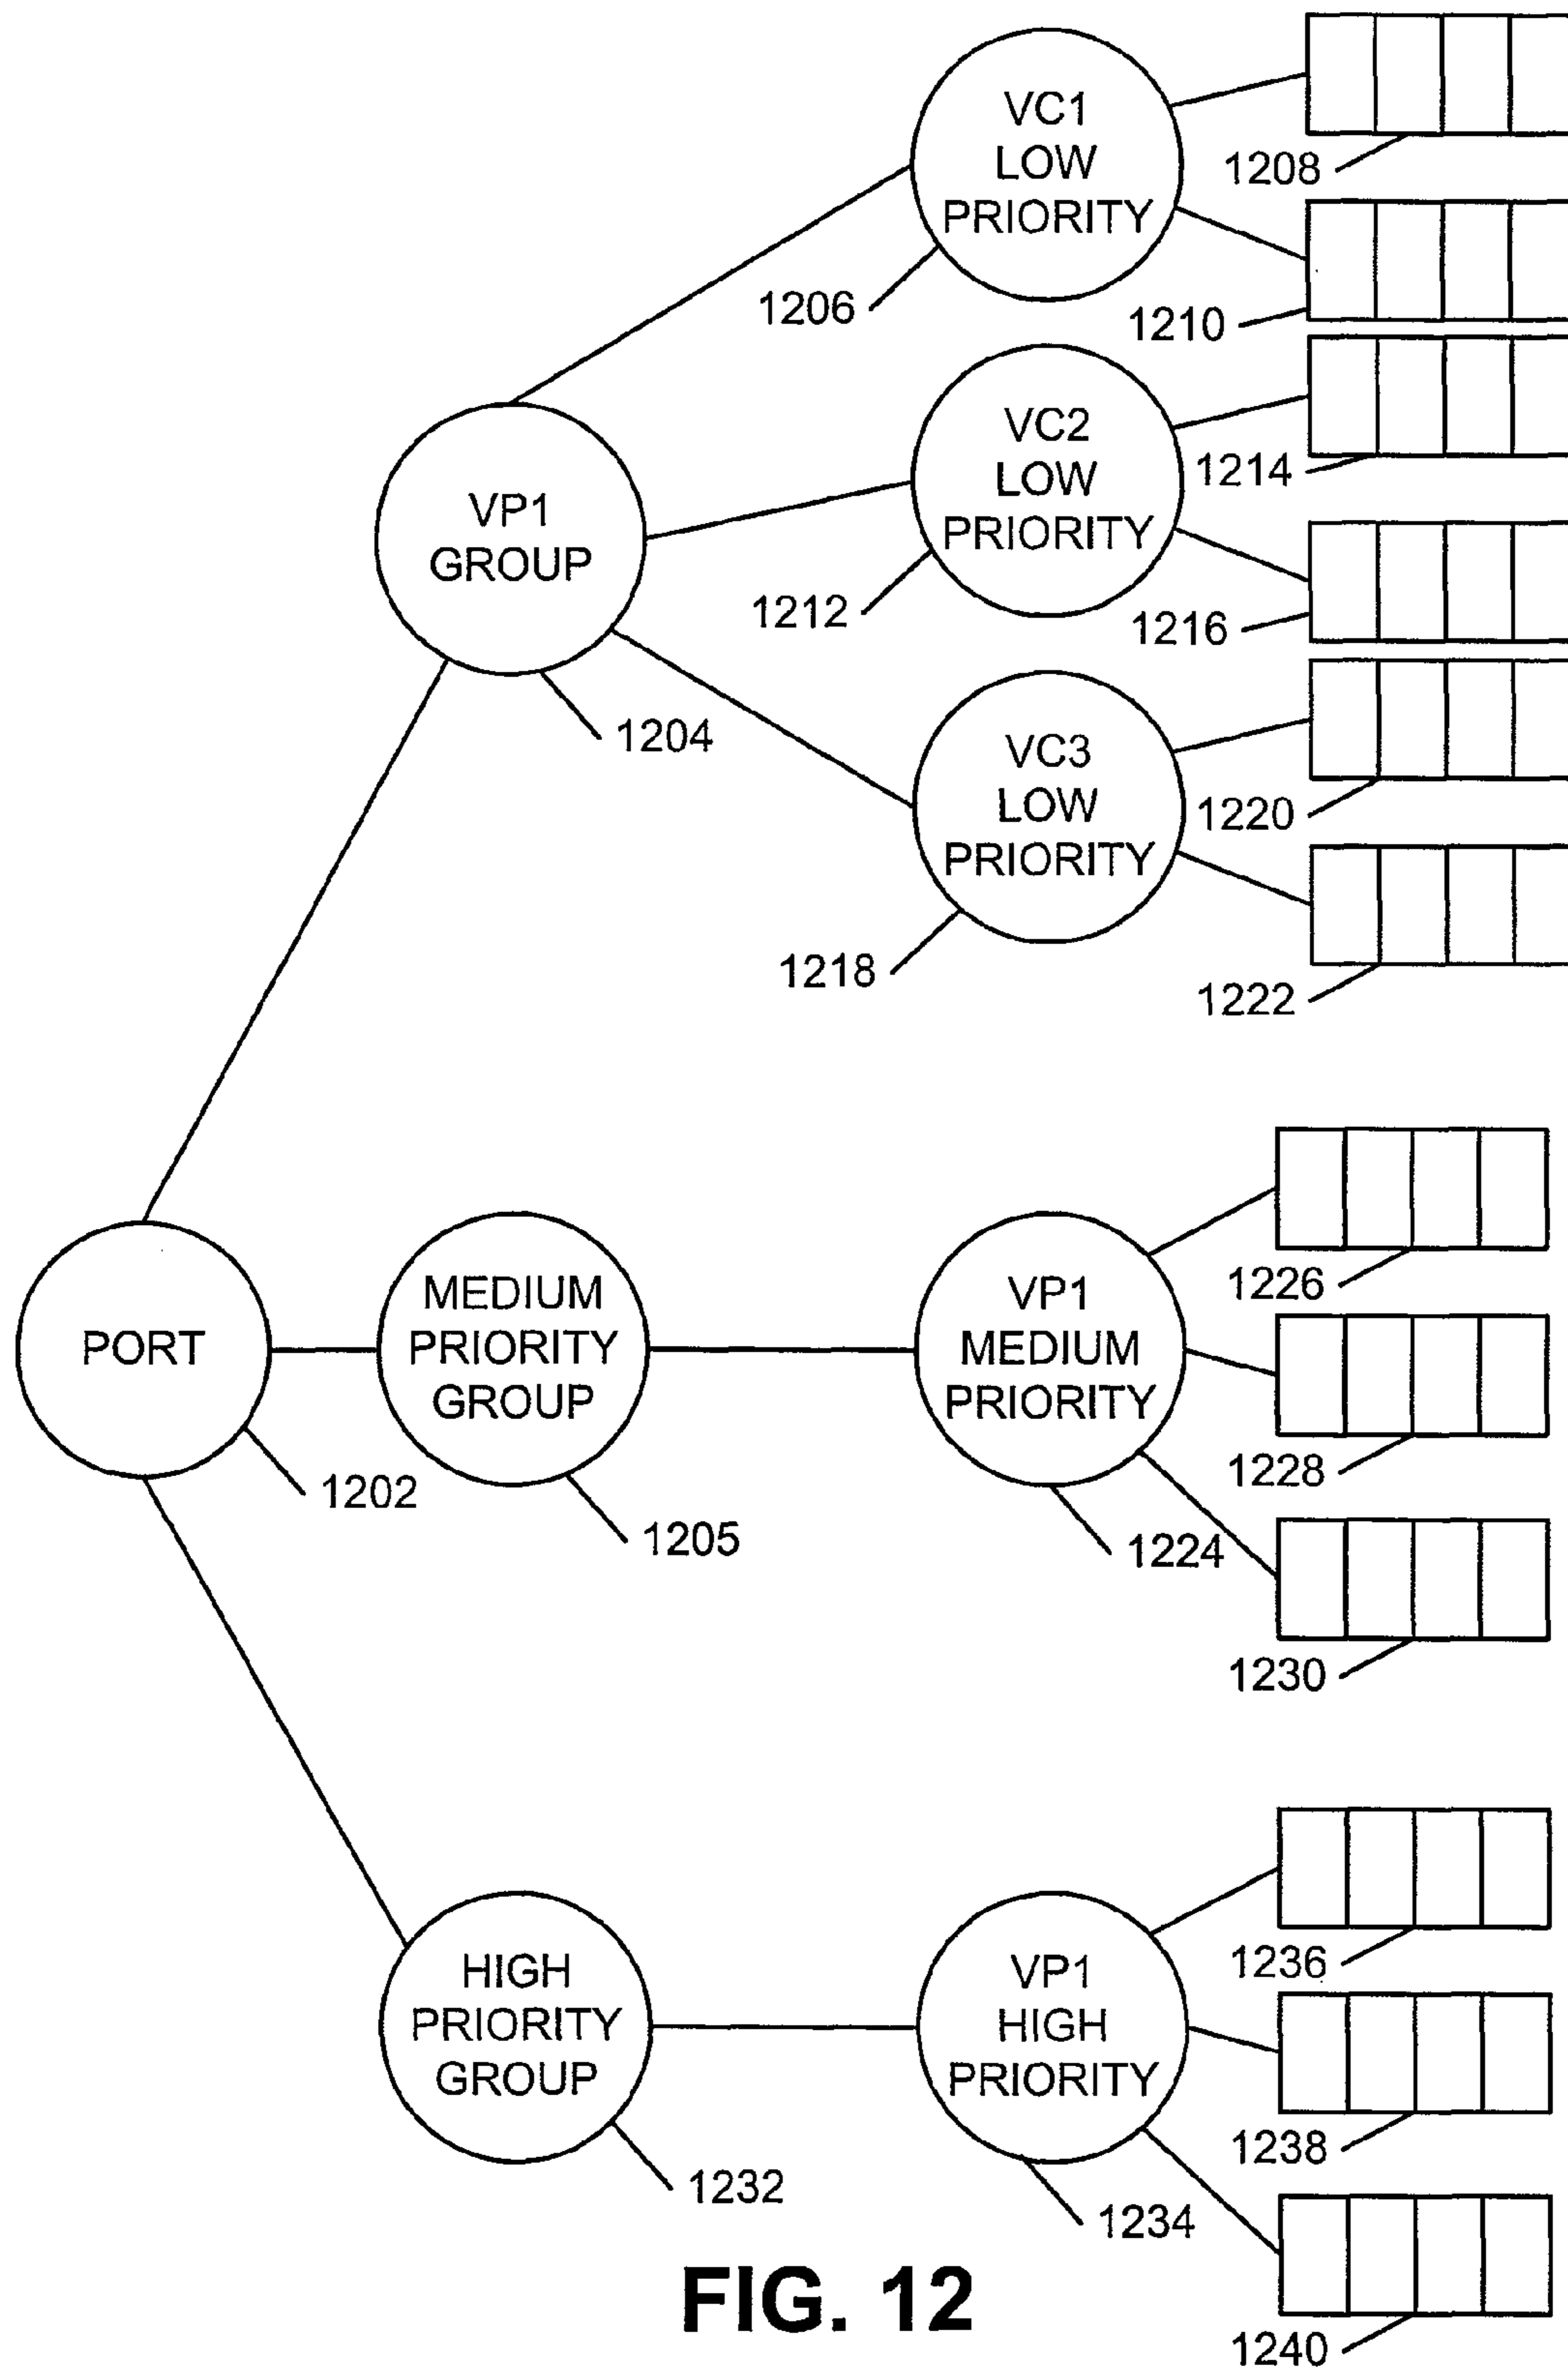 VC1
LOW
PRIORITY
1208
1206
1210
VC2
LOW
PRIORITY
1214
VP1
GROUP
1212
1216
1204
VC3
LOW
PRIORITY
1220
1218
1222
PORT
1202
MEDIUM
PRIORITY
GROUP
1205
VP1
MEDIUM
PRIORITY
1224
1226
1228
1230
HIGH
PRIORITY
GROUP
1232
VP1
HIGH
PRIORITY
1234
1236
1238
1240
FIG. 12